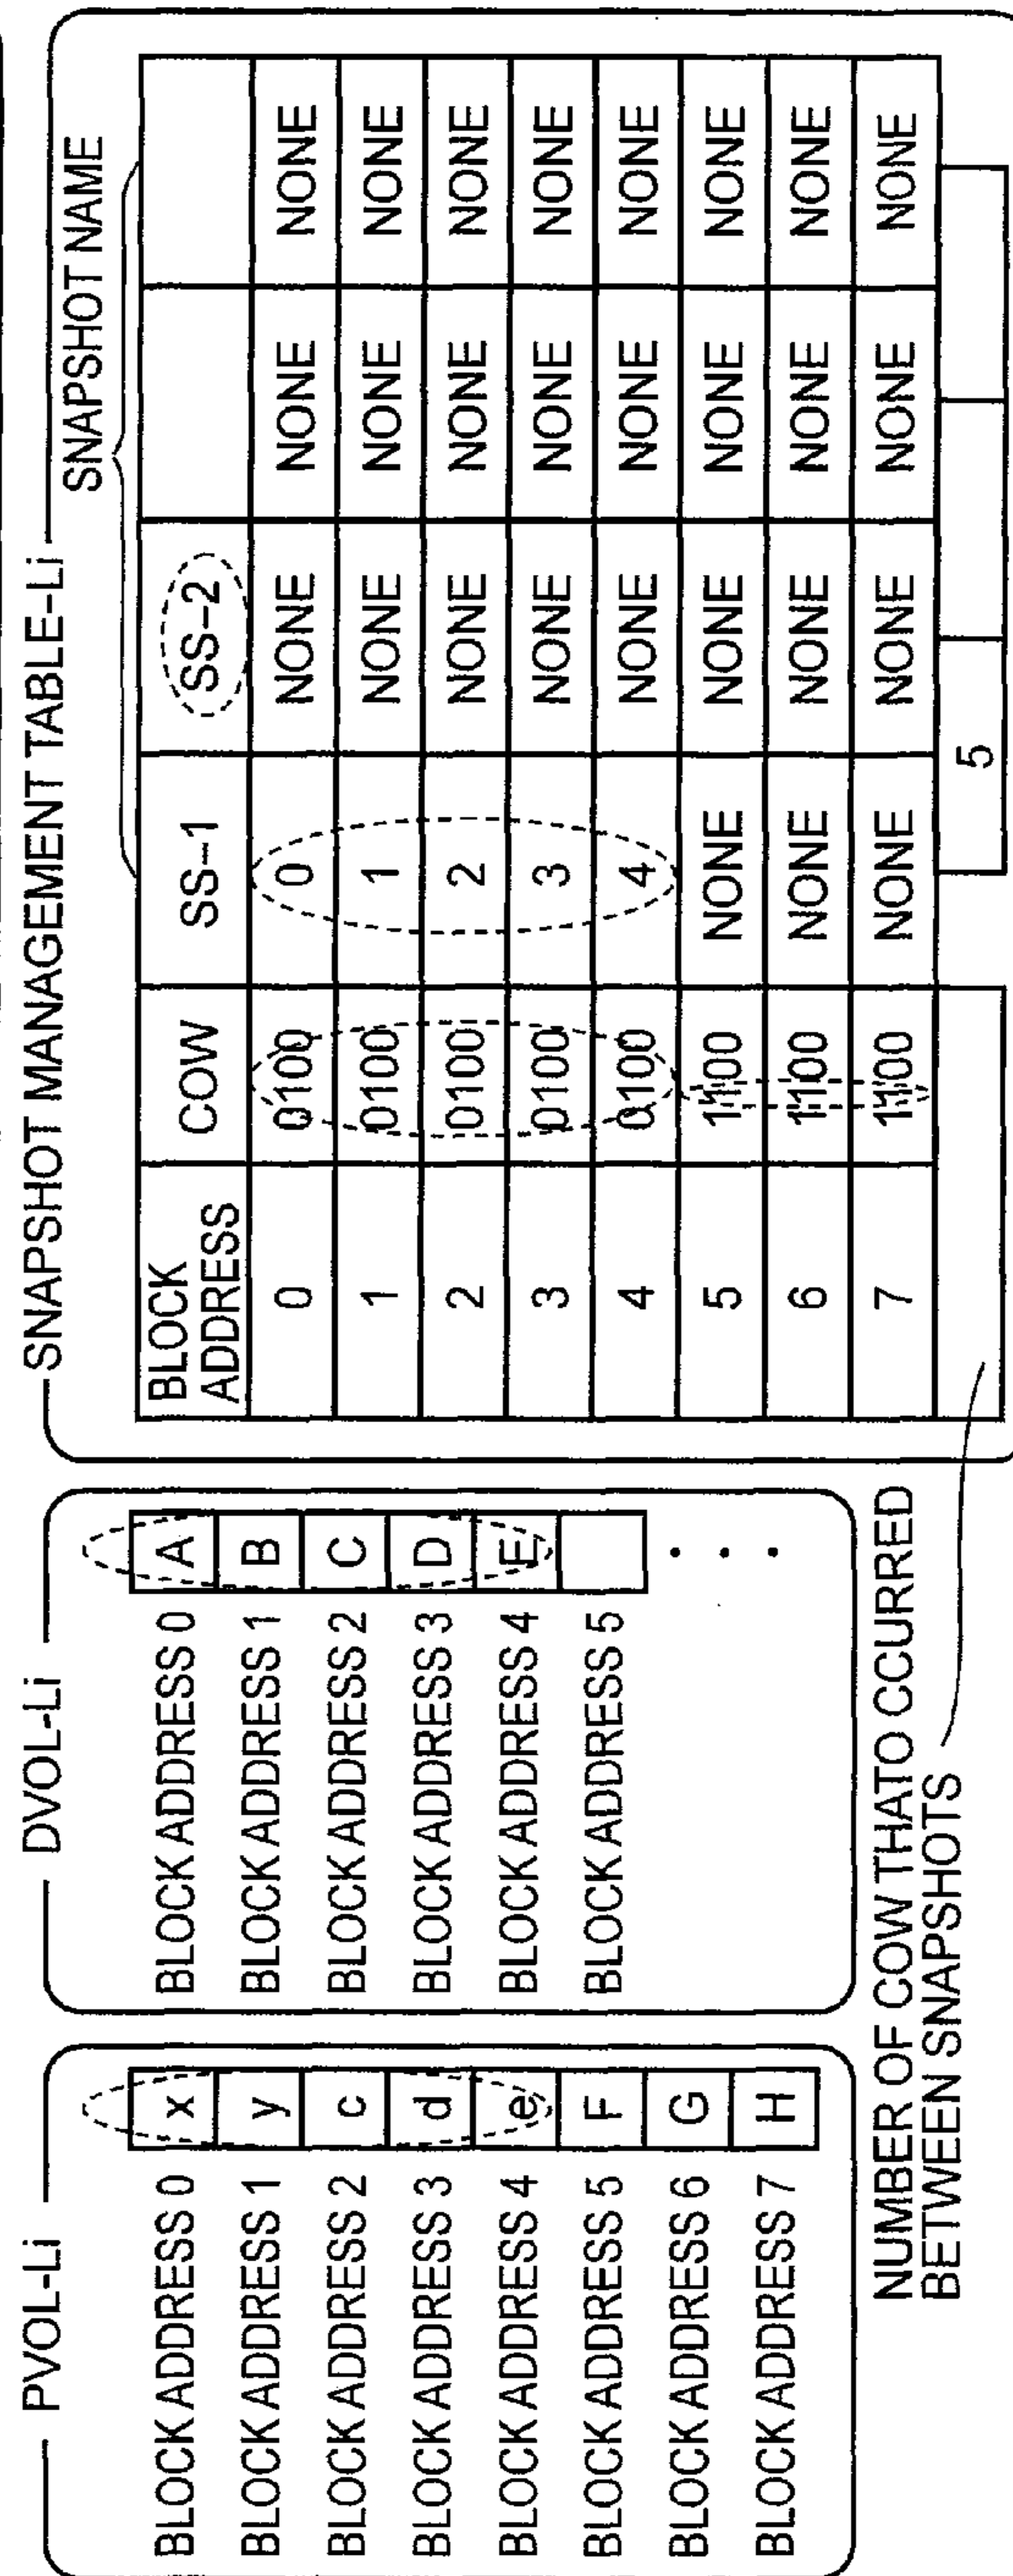 PVOL-Li
BLOCK ADDRESS 0 x
BLOCK ADDRESS 1 y
BLOCK ADDRESS 2 c
BLOCK ADDRESS 3 d
BLOCK ADDRESS 4 e
BLOCK ADDRESS 5 F
BLOCK ADDRESS 6 G
BLOCK ADDRESS 7 H
DVOL-Li
BLOCK ADDRESS 0 A
BLOCK ADDRESS 1 B
BLOCK ADDRESS 2 C
BLOCK ADDRESS 3 D
BLOCK ADDRESS 4 E
BLOCK ADDRESS 5
NUMBER OF COW THATO CCURRED
BETWEEN SNAPSHOTS
SNAPSHOT MANAGEMENT TABLE-Li
SNAPSHOT NAME
BLOCK
ADDRESS
COW SS-1 SS-2
0 0100 0 NONE NONE NONE
1 0100 1 NONE NONE NONE
2 0100 2 NONE NONE NONE
3 0100 3 NONE NONE NONE
4 0100 4 NONE NONE NONE
5 1100 NONE NONE NONE NONE
6 1100 NONE NONE NONE NONE
7 1100 NONE NONE NONE NONE
5